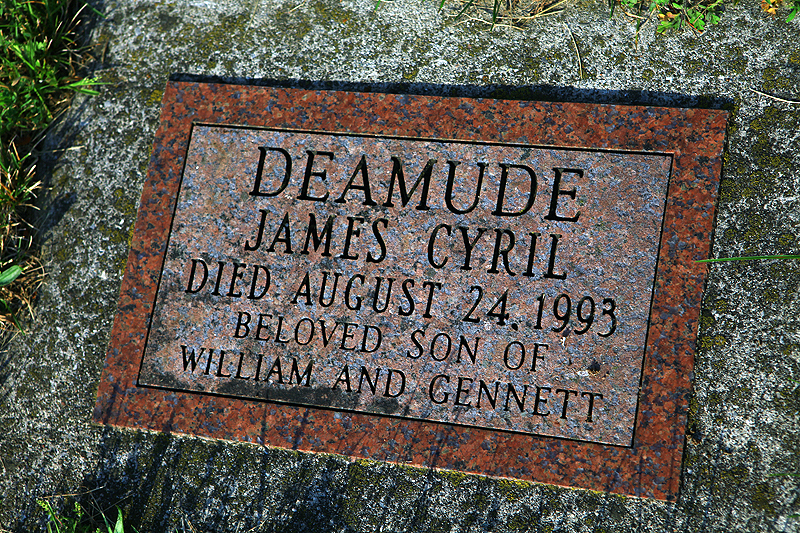 DEAMUDE
JAMES CYRIL
DIED AUGUST 24, 1993
BELOVED SON OF
WILLIAM AND GENNETT